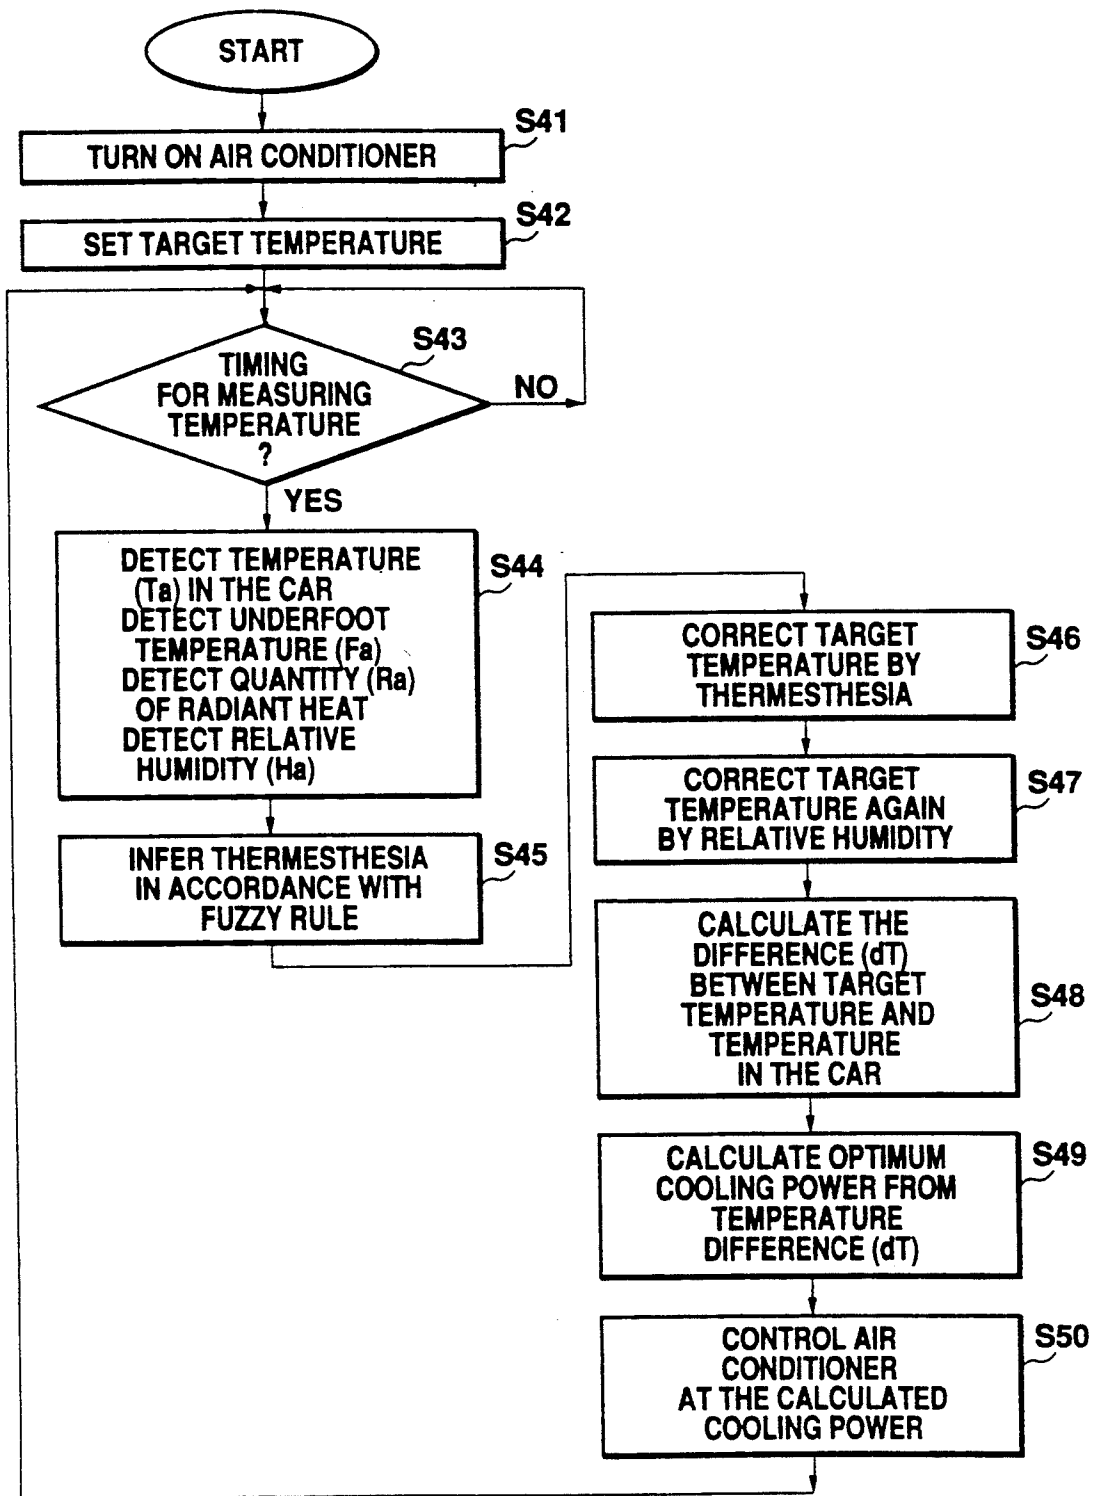 START
S41
TURN ON AIR CONDITIONER
S42
SET TARGET TEMPERATURE
S43
TIMING
FOR MEASURING
TEMPERATURE
?
NO
YES
S44
DETECT TEMPERATURE
(Ta) IN THE CAR
DETECT UNDERFOOT
TEMPERATURE (Fa)
DETECT QUANTITY (Ra)
OF RADIANT HEAT
DETECT RELATIVE
HUMIDITY (Ha)
S45
INFER THERMESTHESIA
IN ACCORDANCE WITH
FUZZY RULE
S46
CORRECT TARGET
TEMPERATURE BY
THERMESTHESIA
S47
CORRECT TARGET
TEMPERATURE AGAIN
BY RELATIVE HUMIDITY
S48
CALCULATE THE
DIFFERENCE (dT)
BETWEEN TARGET
TEMPERATURE AND
TEMPERATURE
IN THE CAR
S49
CALCULATE OPTIMUM
COOLING POWER FROM
TEMPERATURE
DIFFERENCE (dT)
S50
CONTROL AIR
CONDITIONER
AT THE CALCULATED
COOLING POWER